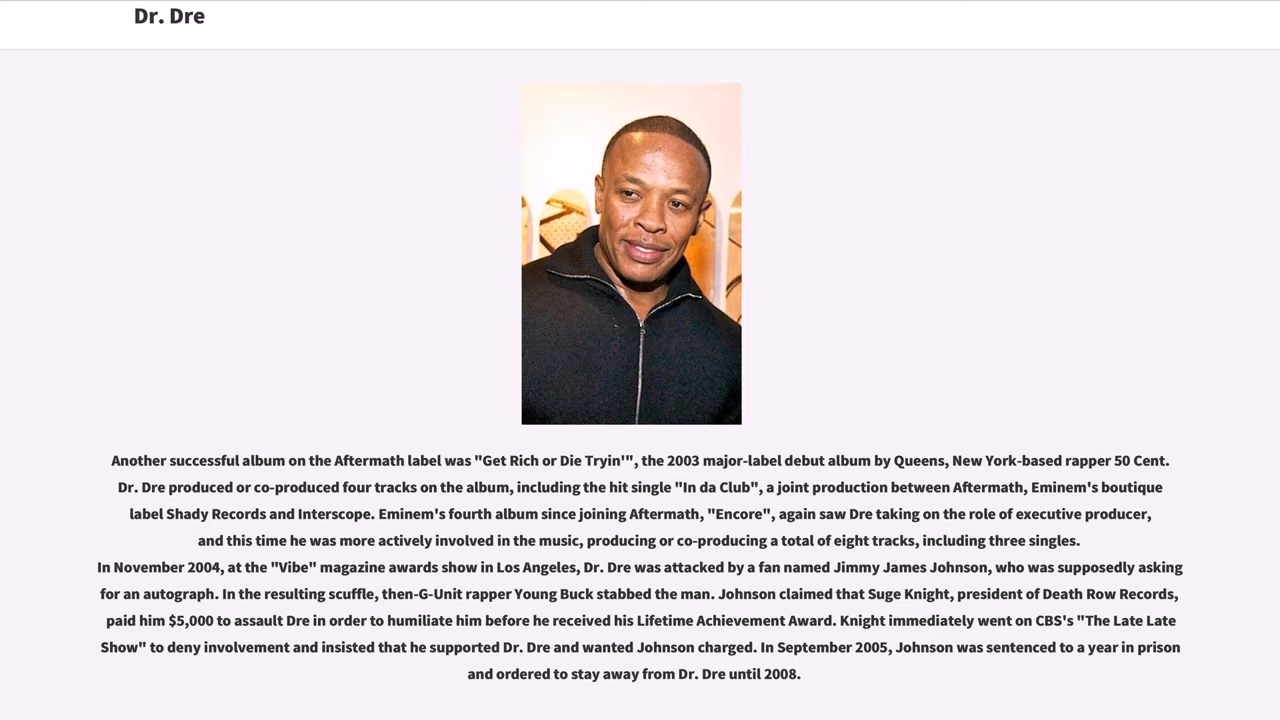 Dr. Dre
Another successful album on the Aftermath label was "Get Rich or Die Tryin'", the 2003 major-label debut album by Queens, New York-based rapper 50 Cent.
Dr. Dre produced or co-produced four tracks on the album, including the hit single "In da Club", a joint production between Aftermath, Eminem's boutique
label Shady Records and Interscope. Eminem's fourth album since joining Aftermath, "Encore", again saw Dre taking on the role of executive producer,
and this time he was more actively involved in the music, producing or co-producing a total of eight tracks, including three singles.
In November 2004, at the "Vibe" magazine awards show in Los Angeles, Dr. Dre was attacked by a fan named Jimmy James Johnson, who was supposedly asking
for an autograph. In the resulting scuffle, then-G-Unit rapper Young Buck stabbed the man. Johnson claimed that Suge Knight, president of Death Row Records,
paid him $5,000 to assault Dre in order to humiliate him before he received his Lifetime Achievement Award. Knight immediately went on CBS's "The Late Late
Show" to deny involvement and insisted that he supported Dr. Dre and wanted Johnson charged. In September 2005, Johnson was sentenced to a year in prison
and ordered to stay away from Dr. Dre until 2008.